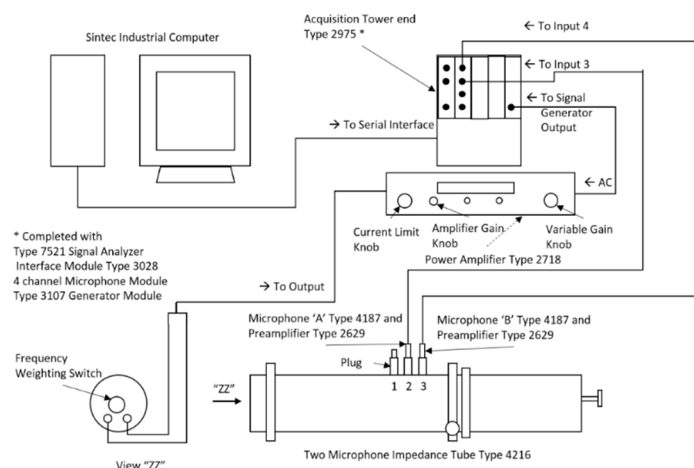 Acquisition Tower end
Type 2975 *
← To Input 4
Sintec Industrial Computer
← To Input 3
← To Signal
Generator
Output
→ To Serial Interface
← AC
Current Limit
Knob
Amplifier Gain
Knob
Variable Gain
Knob
Power Amplifier Type 2718
* Completed with
Type 7521 Signal Analyzer
Interface Module Type 3028
4 channel Microphone Module
Type 3107 Generator Module
→ To Output
Microphone ‘A’ Type 4187 and
Preamplifier Type 2629
Microphone ‘B’ Type 4187 and
Preamplifier Type 2629
Frequency
Weighting Switch
Plug
"ZZ"
1 2 3
Two Microphone Impedance Tube Type 4216
View "ZZ"